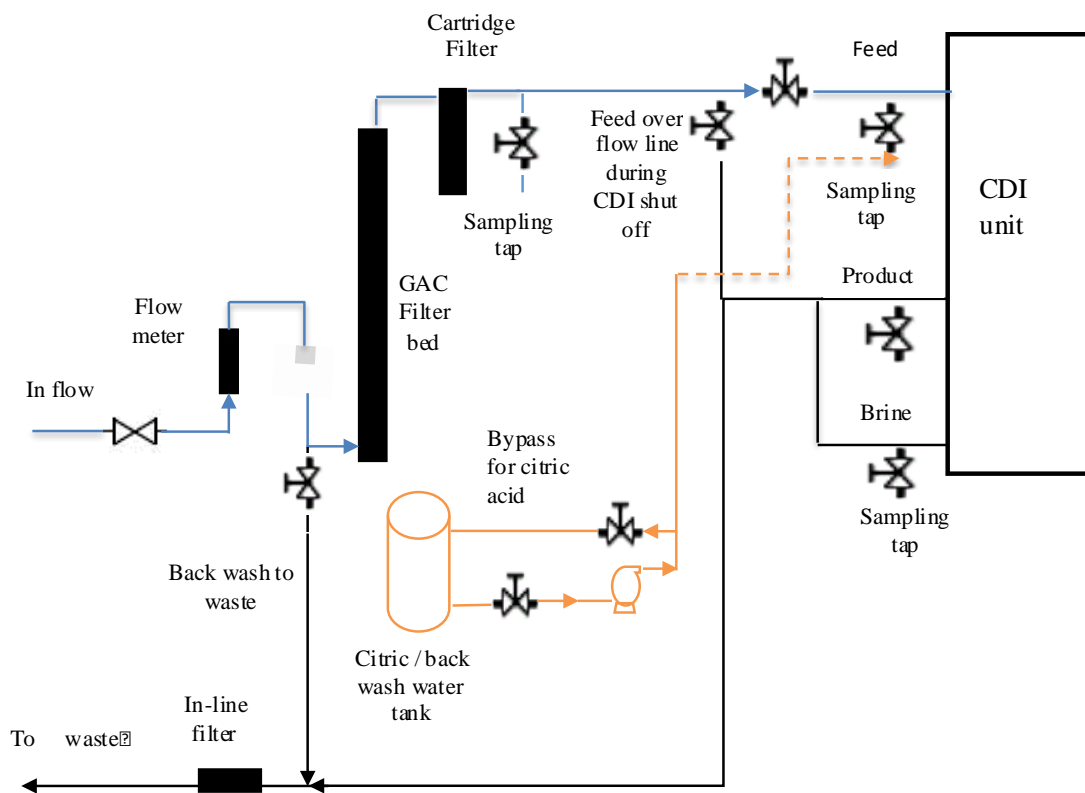 Cartridge
Filter
Feed
Feed over
flow line
during
CDI shut
off
CDI
unit
Sampling
tap
Sampling
tap
Product
GAC
Filter
bed
Flow
meter
In flow
Brine
Bypass
for citric
acid
Sampling
tap
Back wash to
waste
Citric / back
wash water
tank
In-line
filter
To waste⍰